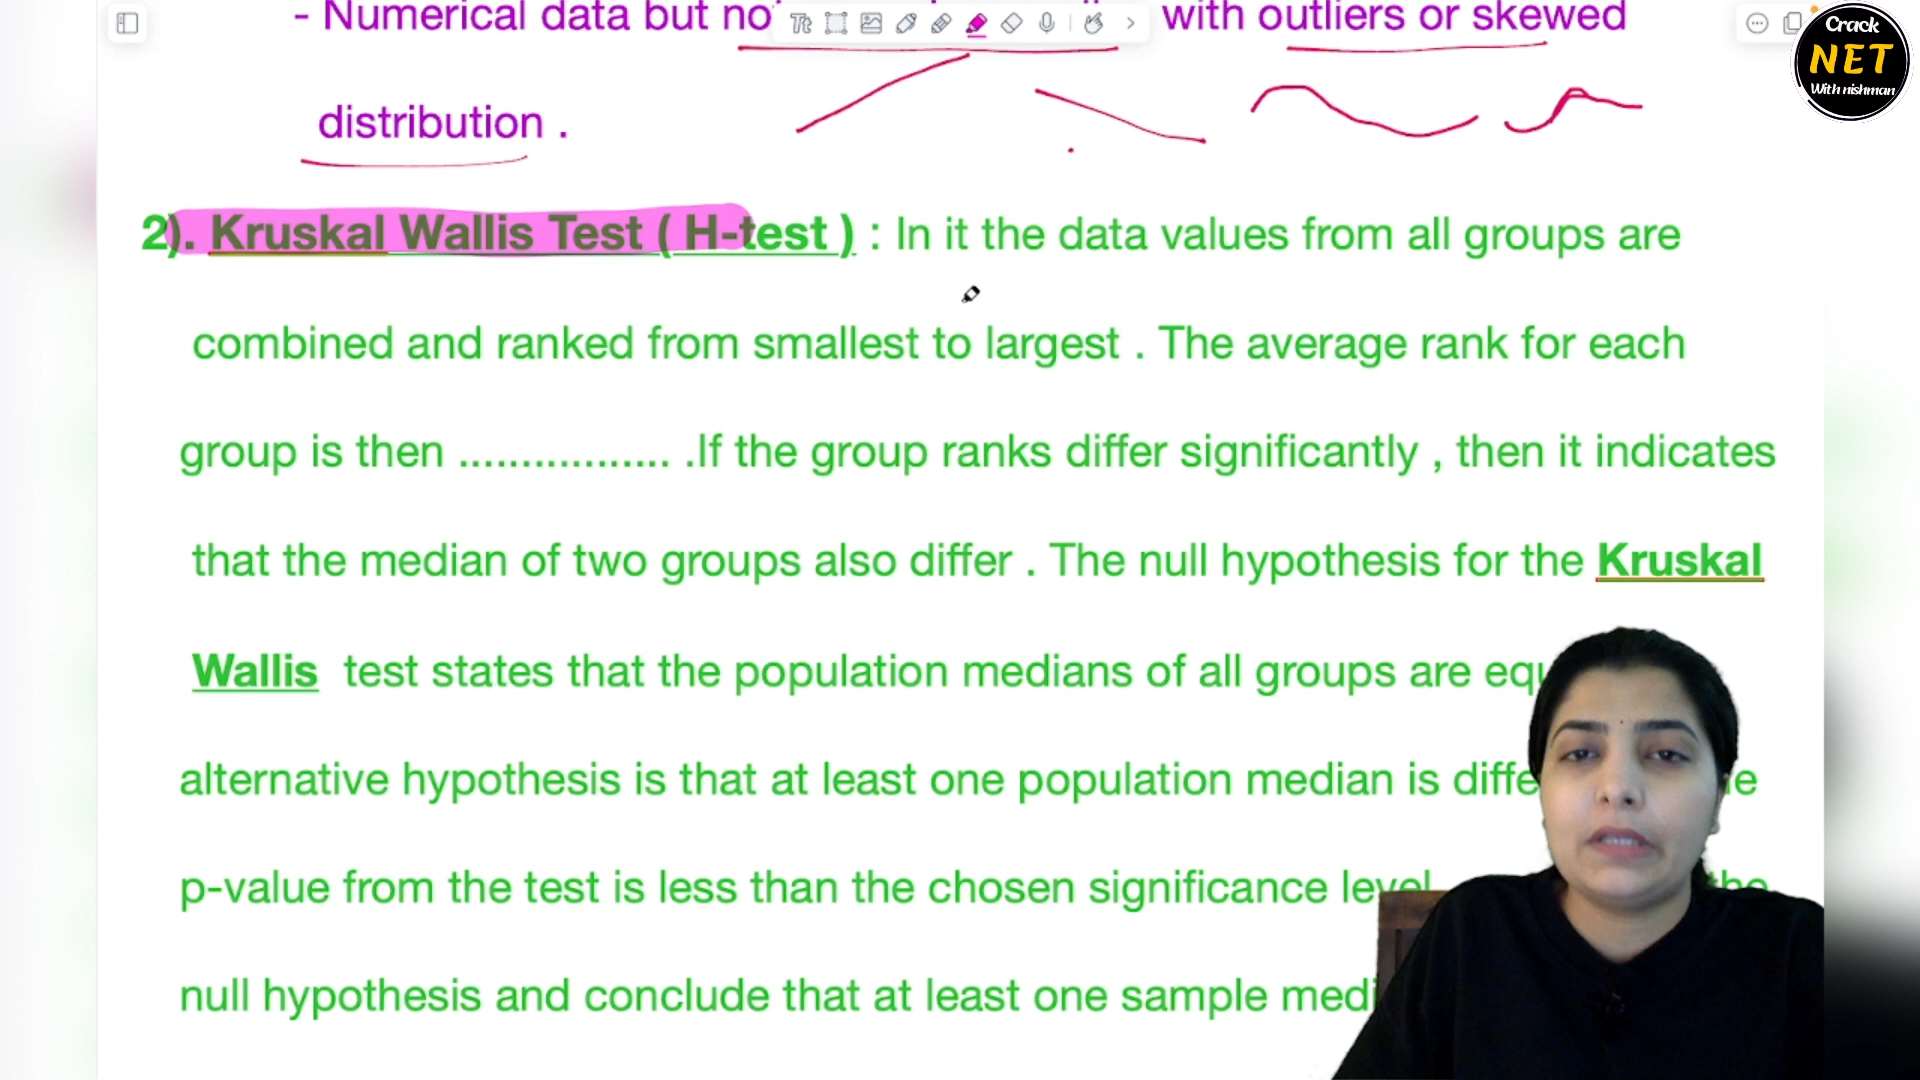 - Numerical data but no with outliers or skewed
distribution .
Crack
NET
With nishman
2). Kruskal Wallis Test ( H-test ) : In it the data values from all groups are
combined and ranked from smallest to largest . The average rank for each
group is then ................. .If the group ranks differ significantly , then it indicates
that the median of two groups also differ . The null hypothesis for the Kruskal
Wallis test states that the population medians of all groups are
alternative hypothesis is that at least one population median is
p-value from the test is less than the chosen significance level
null hypothesis and conclude that at least one sample